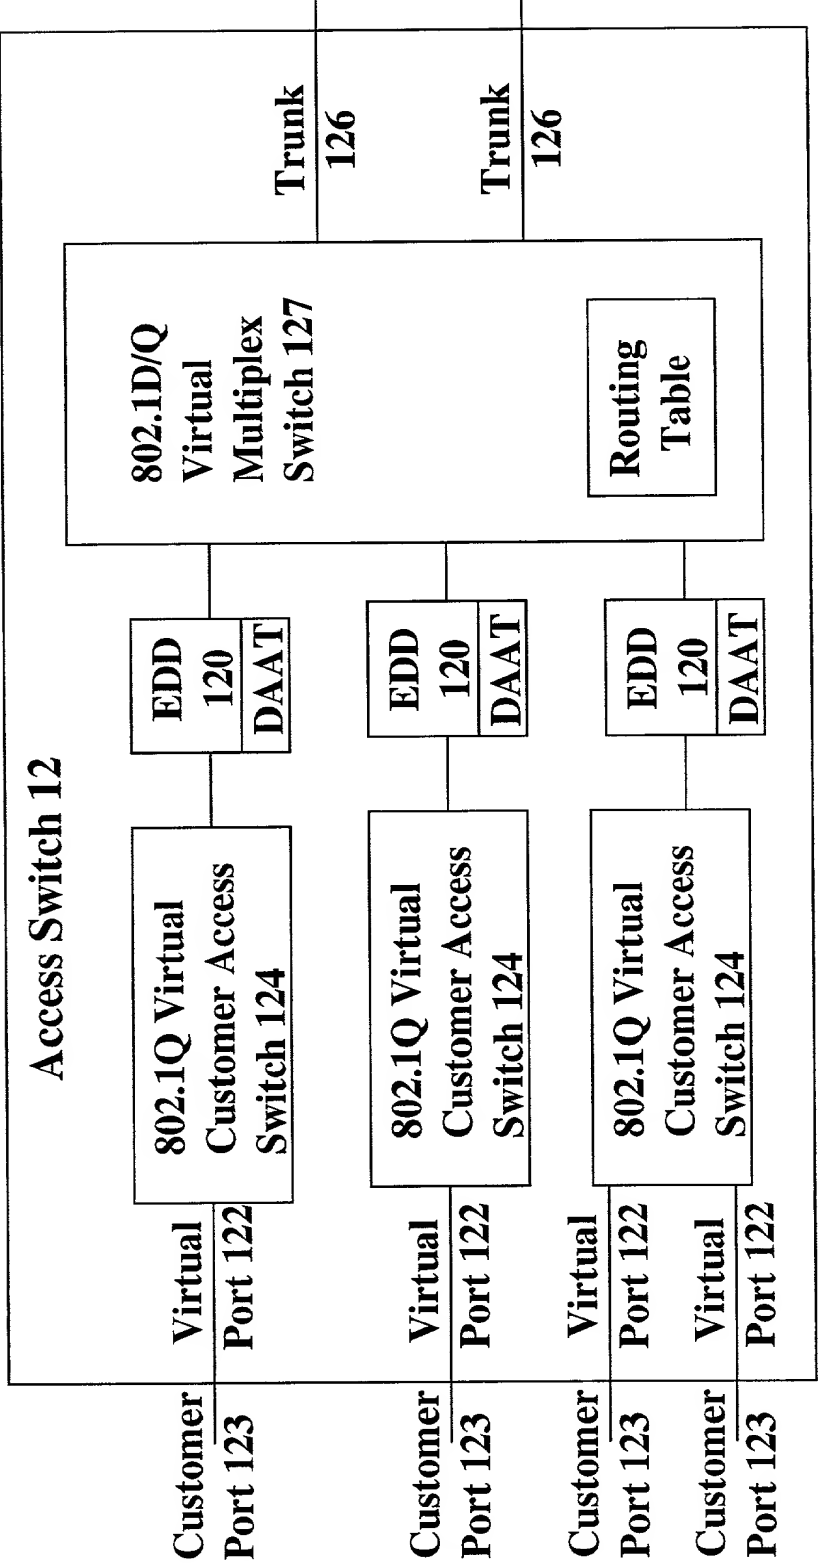 Access Switch 12
Customer
Port 123
Virtual
Port 122
802.1Q Virtual
Customer Access
Switch 124
EDD
120
DAAT
Customer
Port 123
Virtual
Port 122
802.1Q Virtual
Customer Access
Switch 124
EDD
120
DAAT
Customer
Port 123
Virtual
Port 122
Customer
Port 123
Virtual
Port 122
802.1Q Virtual
Customer Access
Switch 124
EDD
120
DAAT
802.1D/Q
Virtual
Multiplex
Switch 127
Routing
Table
Trunk
126
Trunk
126